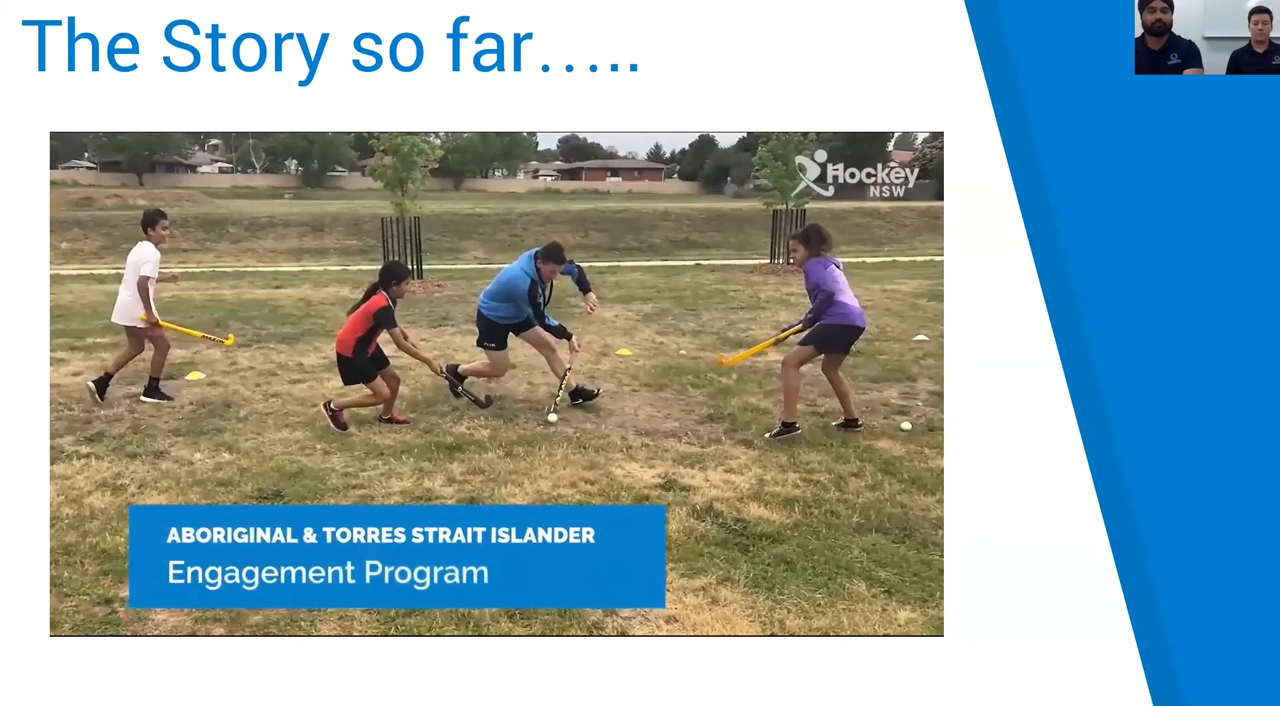 The Story so far.....
Hockey
NSW
ABORIGINAL & TORRES STRAIT ISLANDER
Engagement Program